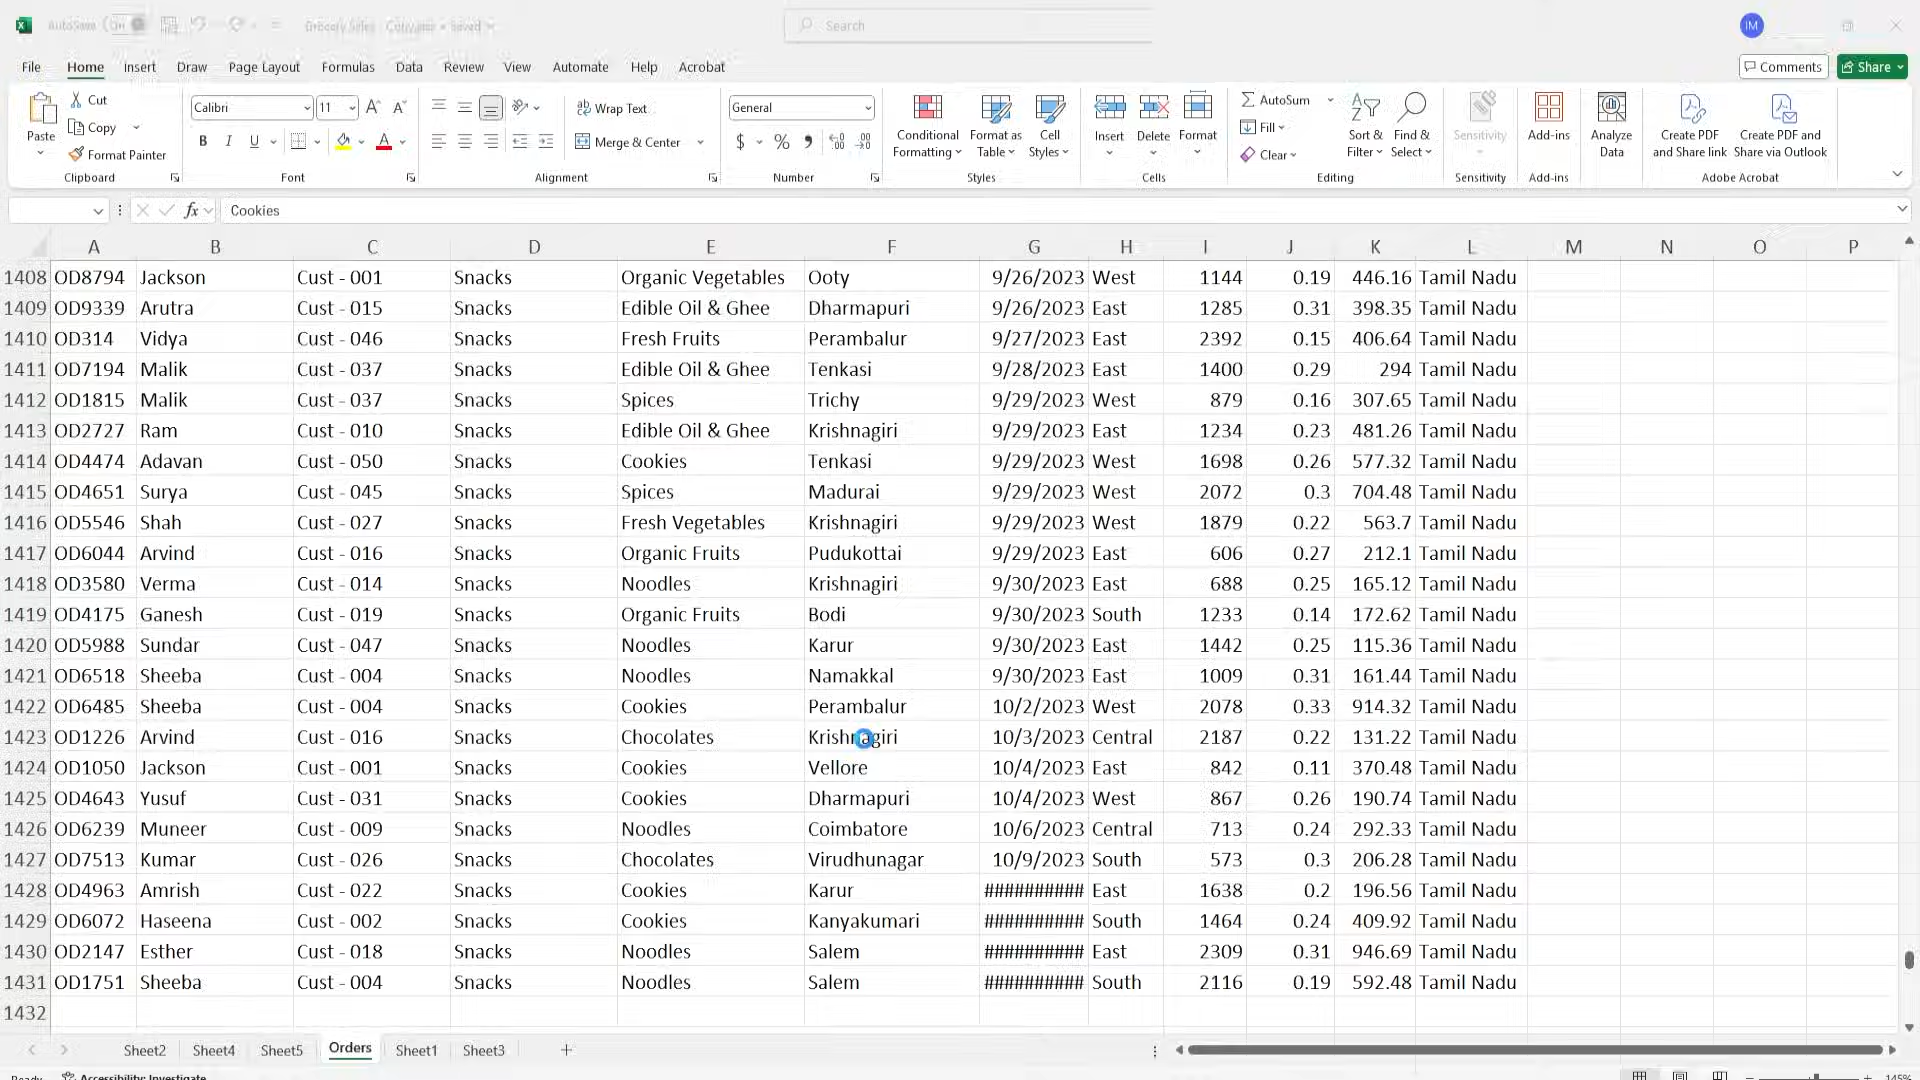 AutoSave On Grocery Sales Saved Search IM
File Home Insert Draw Page Layout Formulas Data Review View Automate Help Acrobat Comments Share
Paste Cut Copy Format Painter Clipboard
Calibri 11 A A B I U A Font
ab Wrap Text Merge & Center Alignment
General $ % , Number
Conditional Formatting Format as Table Cell Styles Styles
Insert Delete Format Cells
AutoSum Fill Clear Sort & Filter Find & Select Editing
Sensitivity Sensitivity
Add-ins Add-ins
Analyze Data
Create PDF and Share link Create PDF and Share via Outlook Adobe Acrobat
fx Cookies
A B C D E F G H I J K L M N O P
1408 OD8794 Jackson Cust - 001 Snacks Organic Vegetables Ooty 9/26/2023 West 1144 0.19 446.16 Tamil Nadu
1409 OD9339 Arutra Cust - 015 Snacks Edible Oil & Ghee Dharmapuri 9/26/2023 East 1285 0.31 398.35 Tamil Nadu
1410 OD314 Vidya Cust - 046 Snacks Fresh Fruits Perambalur 9/27/2023 East 2392 0.15 406.64 Tamil Nadu
1411 OD7194 Malik Cust - 037 Snacks Edible Oil & Ghee Tenkasi 9/28/2023 East 1400 0.29 294 Tamil Nadu
1412 OD1815 Malik Cust - 037 Snacks Spices Trichy 9/29/2023 West 879 0.16 307.65 Tamil Nadu
1413 OD2727 Ram Cust - 010 Snacks Edible Oil & Ghee Krishnagiri 9/29/2023 East 1234 0.23 481.26 Tamil Nadu
1414 OD4474 Adavan Cust - 050 Snacks Cookies Tenkasi 9/29/2023 West 1698 0.26 577.32 Tamil Nadu
1415 OD4651 Surya Cust - 045 Snacks Spices Madurai 9/29/2023 West 2072 0.3 704.48 Tamil Nadu
1416 OD5546 Shah Cust - 027 Snacks Fresh Vegetables Krishnagiri 9/29/2023 West 1879 0.22 563.7 Tamil Nadu
1417 OD6044 Arvind Cust - 016 Snacks Organic Fruits Pudukottai 9/29/2023 East 606 0.27 212.1 Tamil Nadu
1418 OD3580 Verma Cust - 014 Snacks Noodles Krishnagiri 9/30/2023 East 688 0.25 165.12 Tamil Nadu
1419 OD4175 Ganesh Cust - 019 Snacks Organic Fruits Bodi 9/30/2023 South 1233 0.14 172.62 Tamil Nadu
1420 OD5988 Sundar Cust - 047 Snacks Noodles Karur 9/30/2023 East 1442 0.25 115.36 Tamil Nadu
1421 OD6518 Sheeba Cust - 004 Snacks Noodles Namakkal 9/30/2023 East 1009 0.31 161.44 Tamil Nadu
1422 OD6485 Sheeba Cust - 004 Snacks Cookies Perambalur 10/2/2023 West 2078 0.33 914.32 Tamil Nadu
1423 OD1226 Arvind Cust - 016 Snacks Chocolates Krishnagiri 10/3/2023 Central 2187 0.22 131.22 Tamil Nadu
1424 OD1050 Jackson Cust - 001 Snacks Cookies Vellore 10/4/2023 East 842 0.11 370.48 Tamil Nadu
1425 OD4643 Yusuf Cust - 031 Snacks Cookies Dharmapuri 10/4/2023 West 867 0.26 190.74 Tamil Nadu
1426 OD6239 Muneer Cust - 009 Snacks Noodles Coimbatore 10/6/2023 Central 713 0.24 292.33 Tamil Nadu
1427 OD7513 Kumar Cust - 026 Snacks Chocolates Virudhunagar 10/9/2023 South 573 0.3 206.28 Tamil Nadu
1428 OD4963 Amrish Cust - 022 Snacks Cookies Karur ########## East 1638 0.2 196.56 Tamil Nadu
1429 OD6072 Haseena Cust - 002 Snacks Cookies Kanyakumari ########## South 1464 0.24 409.92 Tamil Nadu
1430 OD2147 Esther Cust - 018 Snacks Noodles Salem ########## East 2309 0.31 946.69 Tamil Nadu
1431 OD1751 Sheeba Cust - 004 Snacks Noodles Salem ########## South 2116 0.19 592.48 Tamil Nadu
1432
Sheet2 Sheet4 Sheet5 Orders Sheet1 Sheet3
Ready Accessibility: Investigate 145%